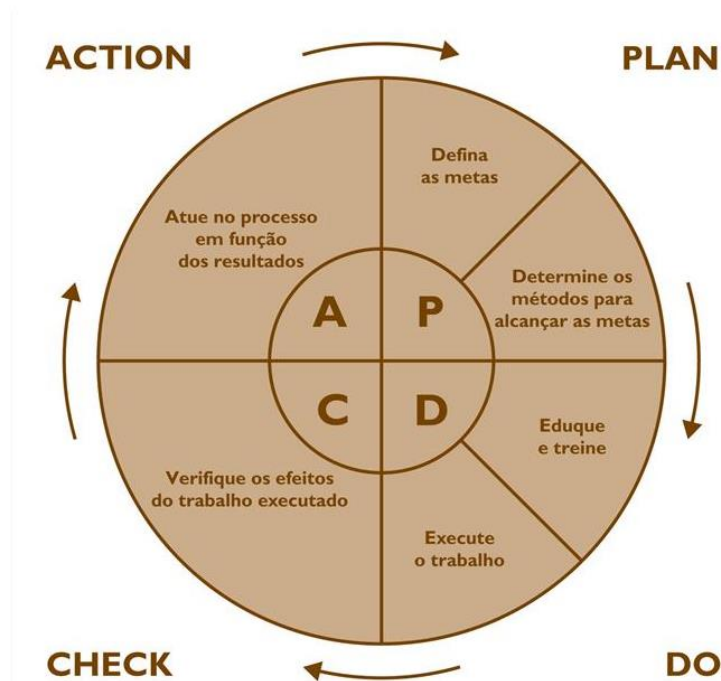 ACTION
PLAN
Defina
as metas
Atue no processo
em função
dos resultados
Determine os
métodos para
alcançar as metas
A
P
C
D
Eduque
e treine
Verifique os efeitos
do trabalho executado
Execute
o trabalho
CHECK
DO